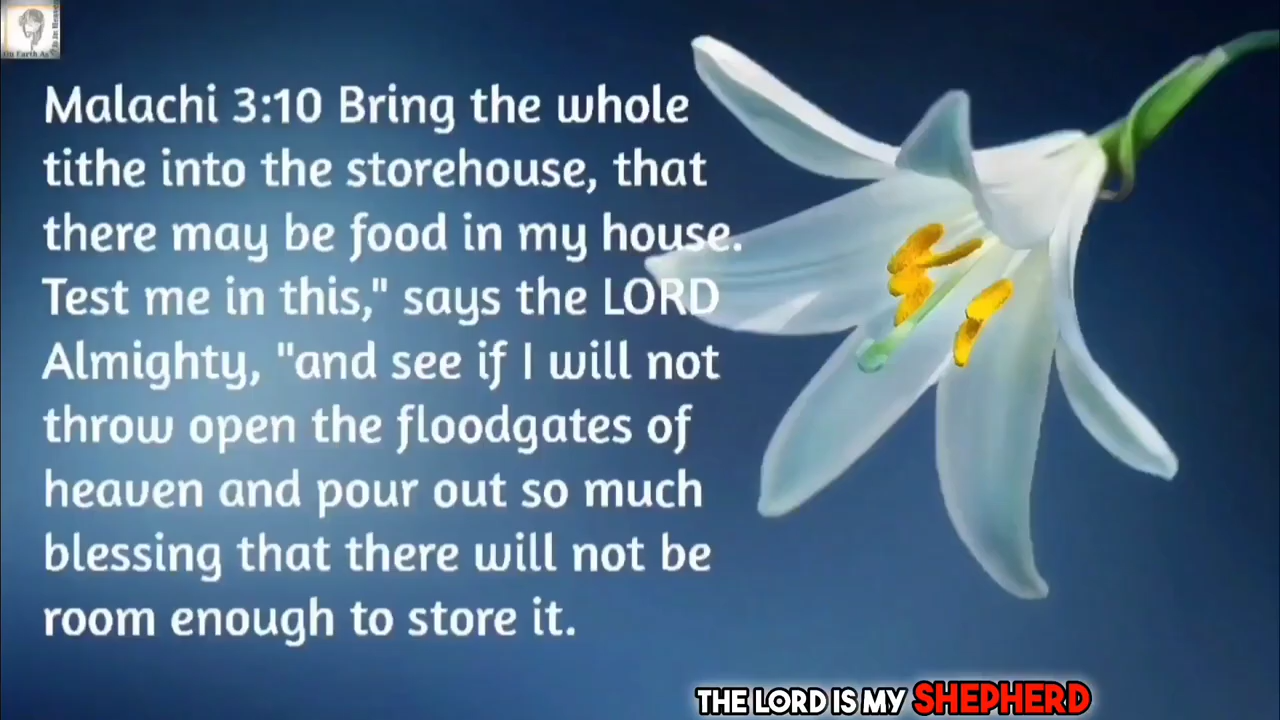 Malachi 3:10 Bring the whole
tithe into the storehouse, that
there may be food in my house.
Test me in this," says the LORD
Almighty, "and see if I will not
throw open the floodgates of
heaven and pour out so much
blessing that there will not be
room enough to store it.
THE LORD IS MY SHEPHERD